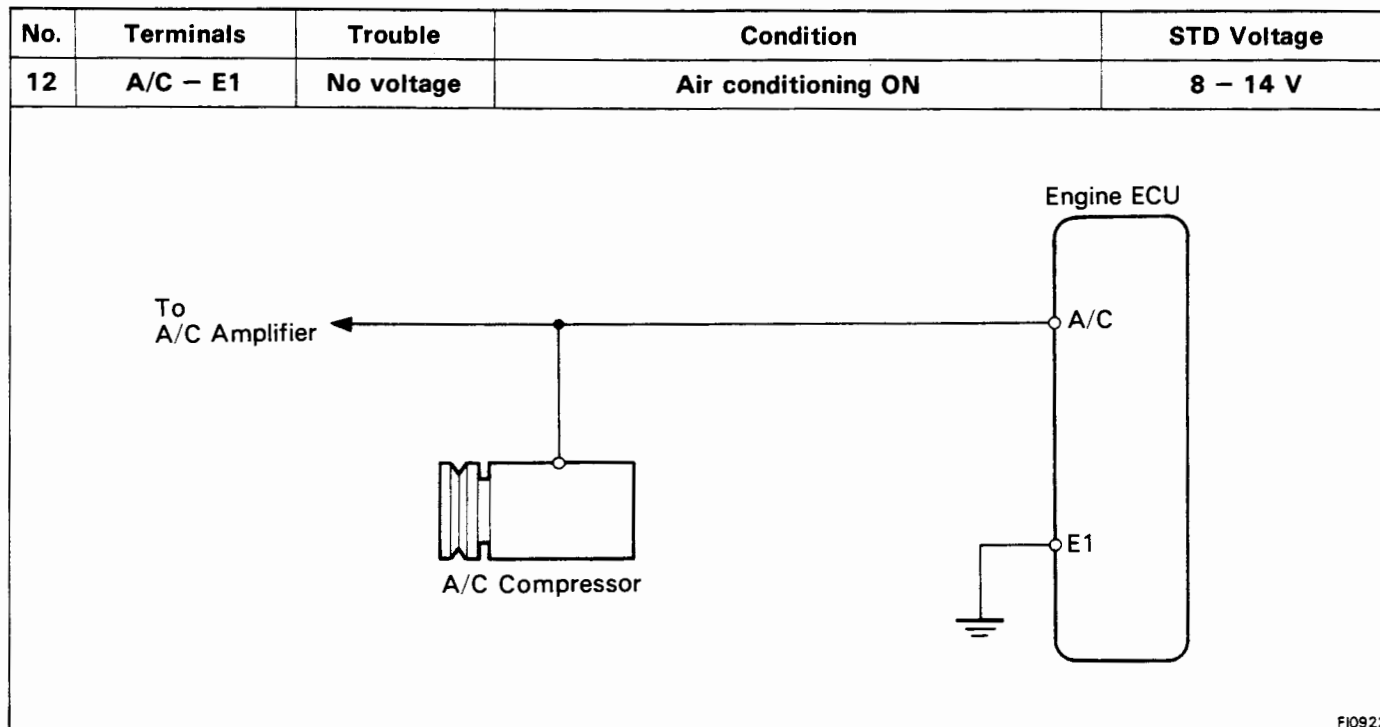 No. Terminals Trouble Condition STD Voltage
12 A/C – E1 No voltage Air conditioning ON 8 – 14 V
Engine ECU
To
A/C Amplifier
A/C
A/C Compressor
E1